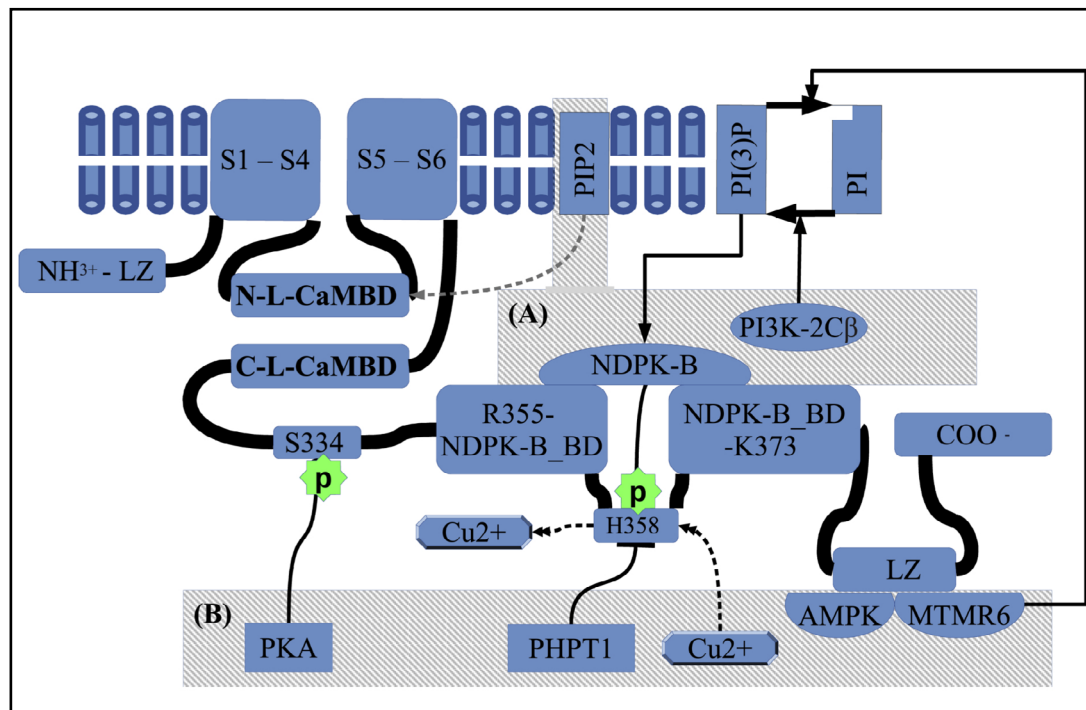 S1 – S4
S5 – S6
PIP2
PI(3)P
PI
NH3+ - LZ
N-L-CaMBD
(A)
PI3K-2Cβ
C-L-CaMBD
NDPK-B
R355-
NDPK-B_BD
NDPK-B_BD
-K373
COO -
S334
p
p
H358
Cu2+
LZ
(B)
AMPK
MTMR6
PKA
PHPT1
Cu2+